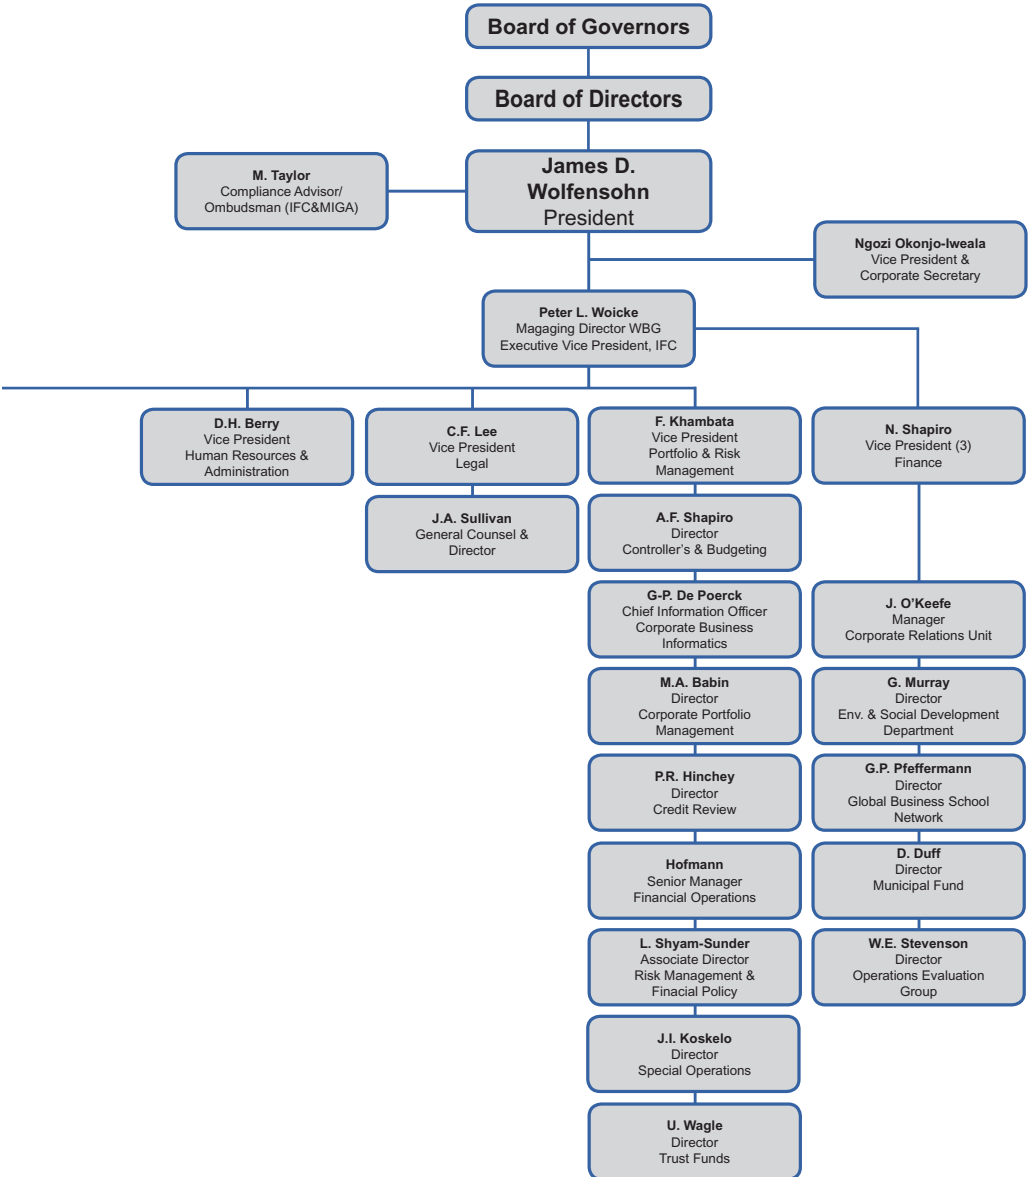 Board of Governors
Board of Directors
James D.
Wolfensohn
President
M. Taylor
Compliance Advisor/
Ombudsman (IFC&MIGA)
Ngozi Okonjo-Iweala
Vice President &
Corporate Secretary
Peter L. Woicke
Magaging Director WBG
Executive Vice President, IFC
D.H. Berry
Vice President
Human Resources &
Administration
C.F. Lee
Vice President
Legal
F. Khambata
Vice President
Portfolio & Risk
Management
N. Shapiro
Vice President (3)
Finance
J.A. Sullivan
General Counsel &
Director
A.F. Shapiro
Director
Controller's & Budgeting
G-P. De Poerck
Chief Information Officer
Corporate Business
Informatics
J. O'Keefe
Manager
Corporate Relations Unit
M.A. Babin
Director
Corporate Portfolio
Management
G. Murray
Director
Env. & Social Development
Department
P.R. Hinchey
Director
Credit Review
G.P. Pfeffermann
Director
Global Business School
Network
Hofmann
Senior Manager
Financial Operations
D. Duff
Director
Municipal Fund
L. Shyam-Sunder
Associate Director
Risk Management &
Finacial Policy
W.E. Stevenson
Director
Operations Evaluation
Group
J.I. Koskelo
Director
Special Operations
U. Wagle
Director
Trust Funds